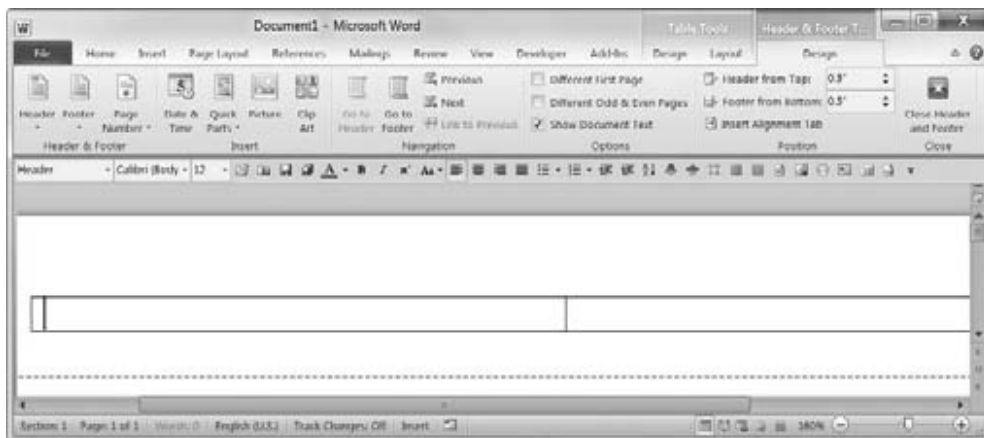 Document1 - Microsoft Word
Table Tools
Header & Footer T...
File Home Insert Page Layout References Mailings Review View Developer Add-Ins Design Layout Design
Header Footer Page Number
Date & Time Quick Parts Picture Clip Art
Go to Header Go to Footer
Previous
Next
Link to Previous
Different First Page
Different Odd & Even Pages
Show Document Text
Header from Top: 0.5"
Footer from Bottom: 0.5"
Insert Alignment Tab
Close Header and Footer
Header & Footer Insert Navigation Options Position Close
Header Calibri (Body 12
Section: 1 Page: 1 of 1 Words: 0 English (U.S.) Track Changes: Off Insert 180%